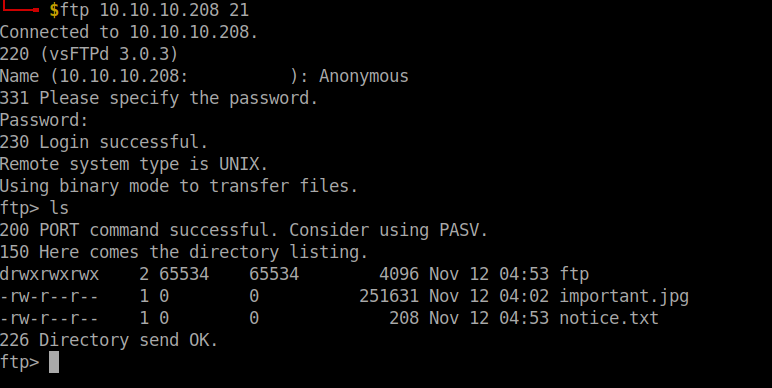 $ftp 10.10.10.208 21
Connected to 10.10.10.208.
220 (vsFTPd 3.0.3)
Name (10.10.10.208:          ): Anonymous
331 Please specify the password.
Password:
230 Login successful.
Remote system type is UNIX.
Using binary mode to transfer files.
ftp> ls
200 PORT command successful. Consider using PASV.
150 Here comes the directory listing.
drwxrwxrwx    2 65534    65534        4096 Nov 12 04:53 ftp
-rw-r--r--    1 0        0          251631 Nov 12 04:02 important.jpg
-rw-r--r--    1 0        0             208 Nov 12 04:53 notice.txt
226 Directory send OK.
ftp>